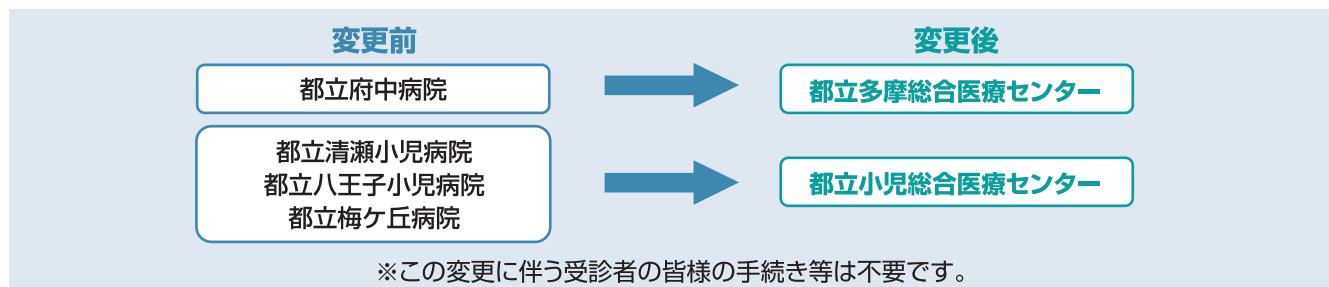 変更前
変更後
都立府中病院
都立多摩総合医療センター
都立清瀬小児病院
都立八王子小児病院
都立梅ケ丘病院
都立小児総合医療センター
※この変更に伴う受診者の皆様の手続き等は不要です。